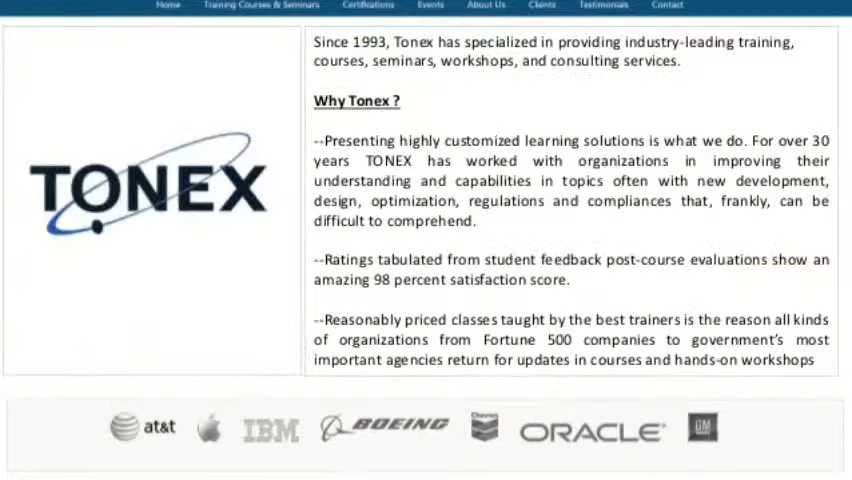 Home Training Courses & Seminars Certifications Events About Us Clients Testimonials Contact
Since 1993, Tonex has specialized in providing industry-leading training,
courses, seminars, workshops, and consulting services.
Why Tonex ?
--Presenting highly customized learning solutions is what we do. For over 30
years TONEX has worked with organizations in improving their
understanding and capabilities in topics often with new development,
design, optimization, regulations and compliances that, frankly, can be
difficult to comprehend.
--Ratings tabulated from student feedback post-course evaluations show an
amazing 98 percent satisfaction score.
--Reasonably priced classes taught by the best trainers is the reason all kinds
of organizations from Fortune 500 companies to government's most
important agencies return for updates in courses and hands-on workshops
TONEX
at&t IBM BOEING Chevron ORACLE GM